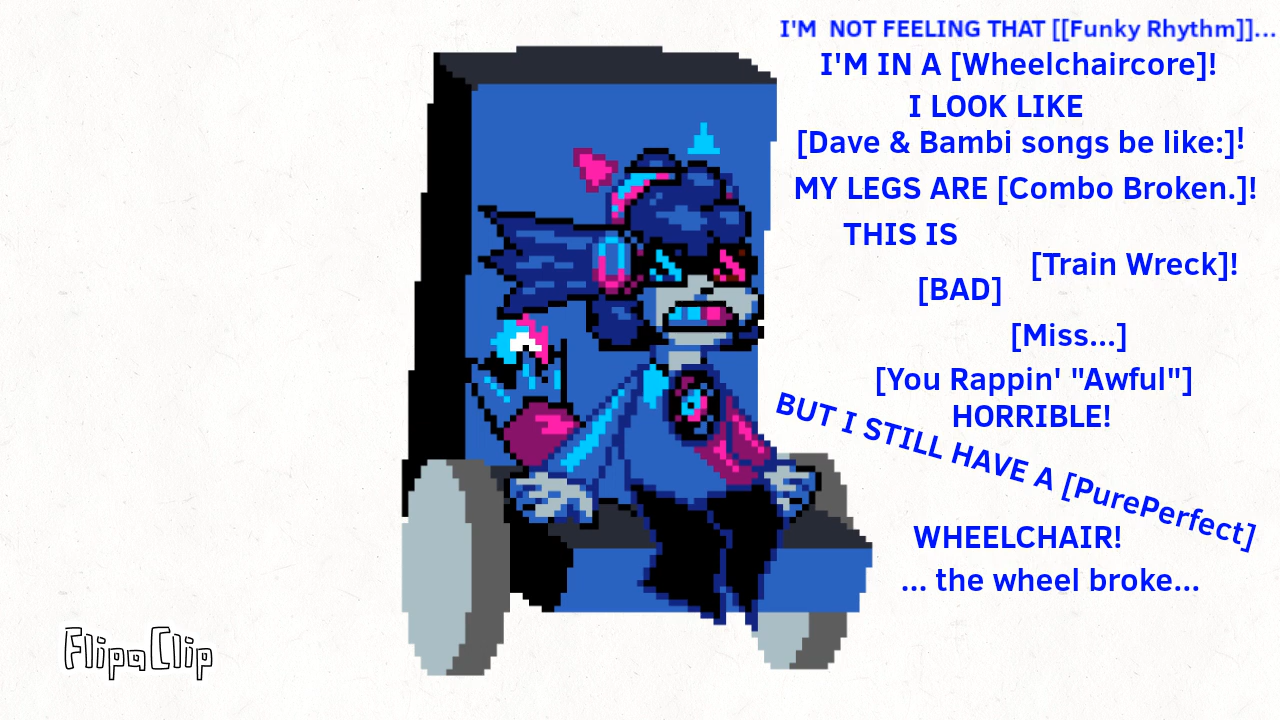 I'M  NOT FEELING THAT [[Funky Rhythm]]...
I'M IN A [Wheelchaircore]!
I LOOK LIKE
[Dave & Bambi songs be like:]!
MY LEGS ARE [Combo Broken.]!
THIS IS
[Train Wreck]!
[BAD]
[Miss...]
[You Rappin' "Awful"]
HORRIBLE!
BUT I STILL HAVE A [PurePerfect]
WHEELCHAIR!
... the wheel broke...
FlipaClip